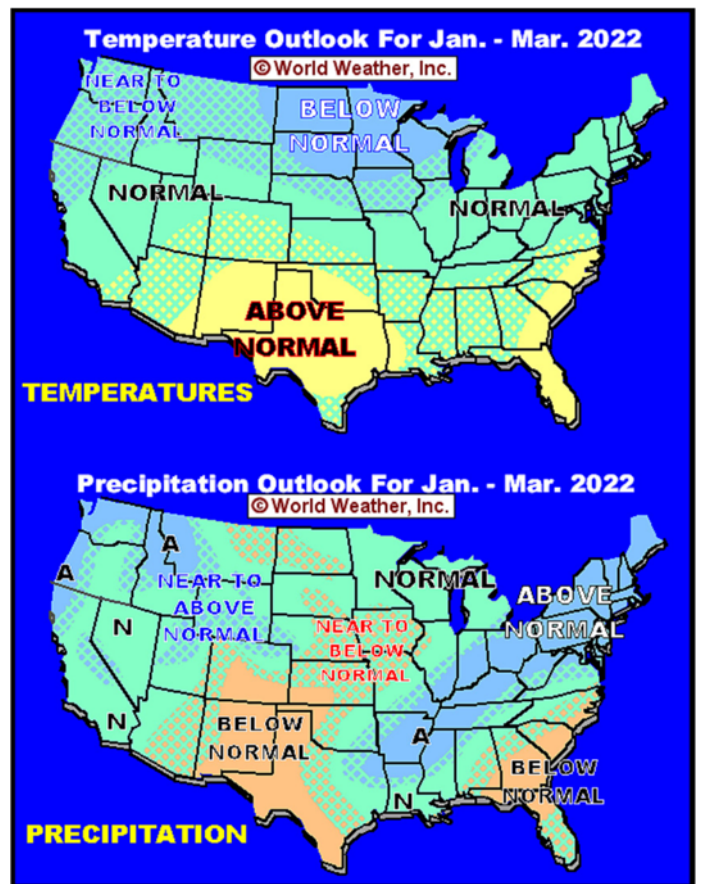 Temperature Outlook For Jan. - Mar. 2022
© World Weather, Inc.
NEAR TO
BELOW
NORMAL
BELOW
NORMAL
NORMAL
NORMAL
ABOVE
NORMAL
TEMPERATURES
Precipitation Outlook For Jan. - Mar. 2022
© World Weather, Inc.
A
A
NEAR TO
ABOVE
NORMAL
NORMAL
ABOVE
NORMAL
N
NEAR TO
BELOW
NORMAL
N
BELOW
NORMAL
A
BELOW
NORMAL
N
PRECIPITATION